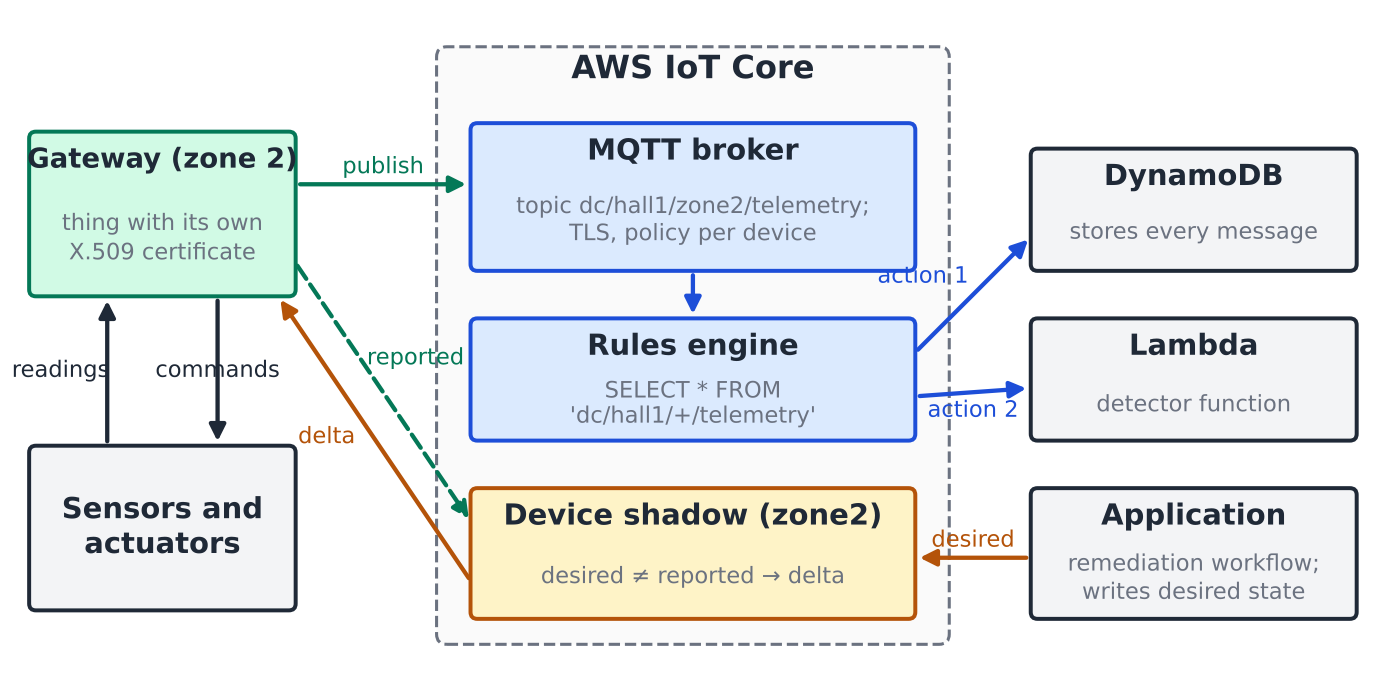 AWS IoT Core
Gateway (zone 2)
thing with its own
X.509 certificate
publish
MQTT broker
topic dc/hall1/zone2/telemetry;
TLS, policy per device
DynamoDB
stores every message
action 1
readings
commands
reported
Rules engine
SELECT * FROM
'dc/hall1/+/telemetry'
action 2
Lambda
detector function
delta
Sensors and
actuators
Device shadow (zone2)
desired ≠ reported → delta
desired
Application
remediation workflow;
writes desired state